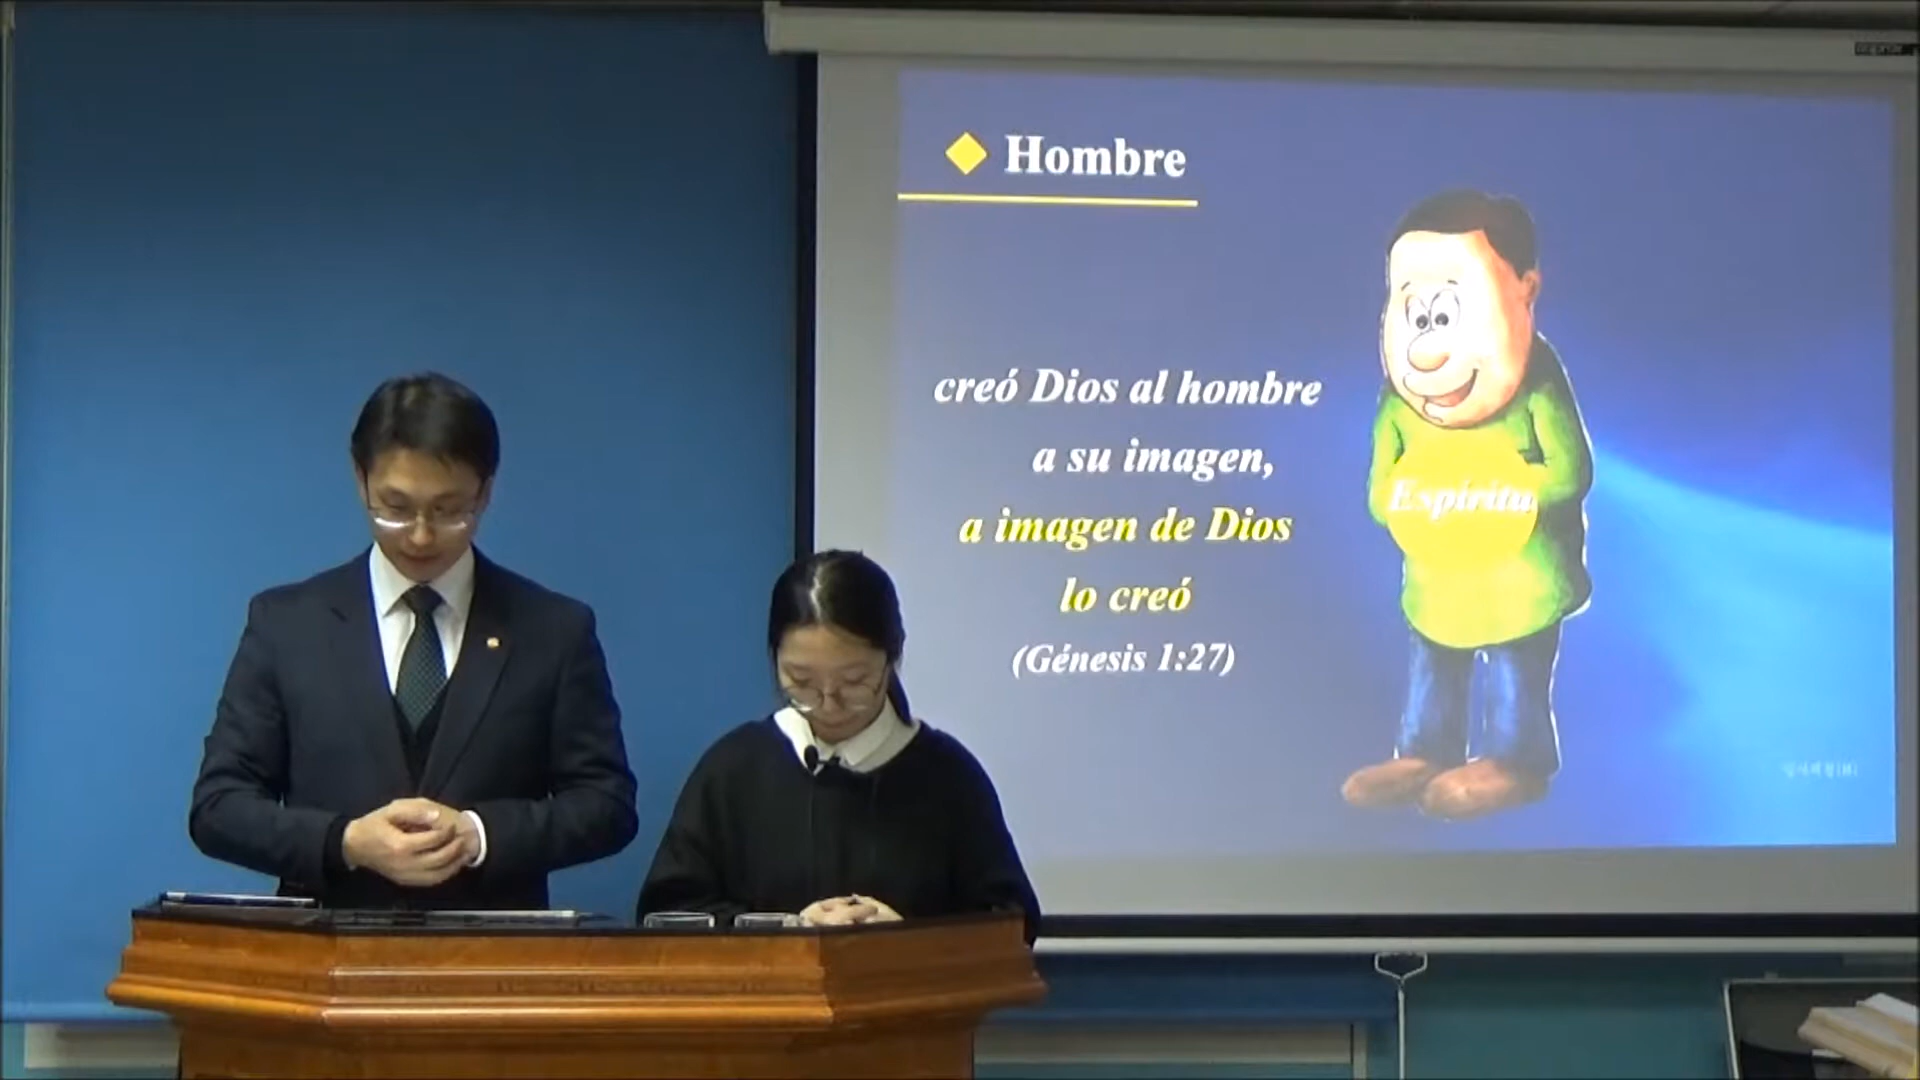 Hombre
creó Dios al hombre
a su imagen,
a imagen de Dios
lo creó
(Génesis 1:27)
Espíritu